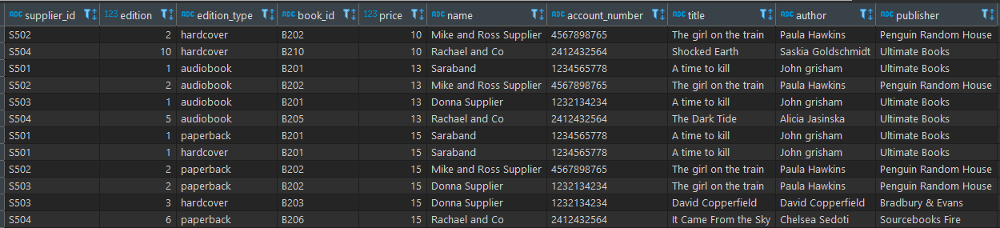 ABC supplier_id 123 edition ABC edition_type ABC book_id 123 price ABC name ABC account_number ABC title ABC author ABC publisher
S502 2 hardcover B202 10 Mike and Ross Supplier 4567898765 The girl on the train Paula Hawkins Penguin Random House
S504 10 hardcover B210 10 Rachael and Co 2412432564 Shocked Earth Saskia Goldschmidt Ultimate Books
S501 1 audiobook B201 13 Saraband 1234565778 A time to kill John grisham Ultimate Books
S502 2 audiobook B202 13 Mike and Ross Supplier 4567898765 The girl on the train Paula Hawkins Penguin Random House
S503 1 audiobook B201 13 Donna Supplier 1232134234 A time to kill John grisham Ultimate Books
S504 5 audiobook B205 13 Rachael and Co 2412432564 The Dark Tide Alicia Jasinska Ultimate Books
S501 1 paperback B201 15 Saraband 1234565778 A time to kill John grisham Ultimate Books
S501 1 hardcover B201 15 Saraband 1234565778 A time to kill John grisham Ultimate Books
S502 2 paperback B202 15 Mike and Ross Supplier 4567898765 The girl on the train Paula Hawkins Penguin Random House
S503 2 paperback B202 15 Donna Supplier 1232134234 The girl on the train Paula Hawkins Penguin Random House
S503 3 hardcover B203 15 Donna Supplier 1232134234 David Copperfield David Copperfield Bradbury & Evans
S504 6 paperback B206 15 Rachael and Co 2412432564 It Came From the Sky Chelsea Sedoti Sourcebooks Fire